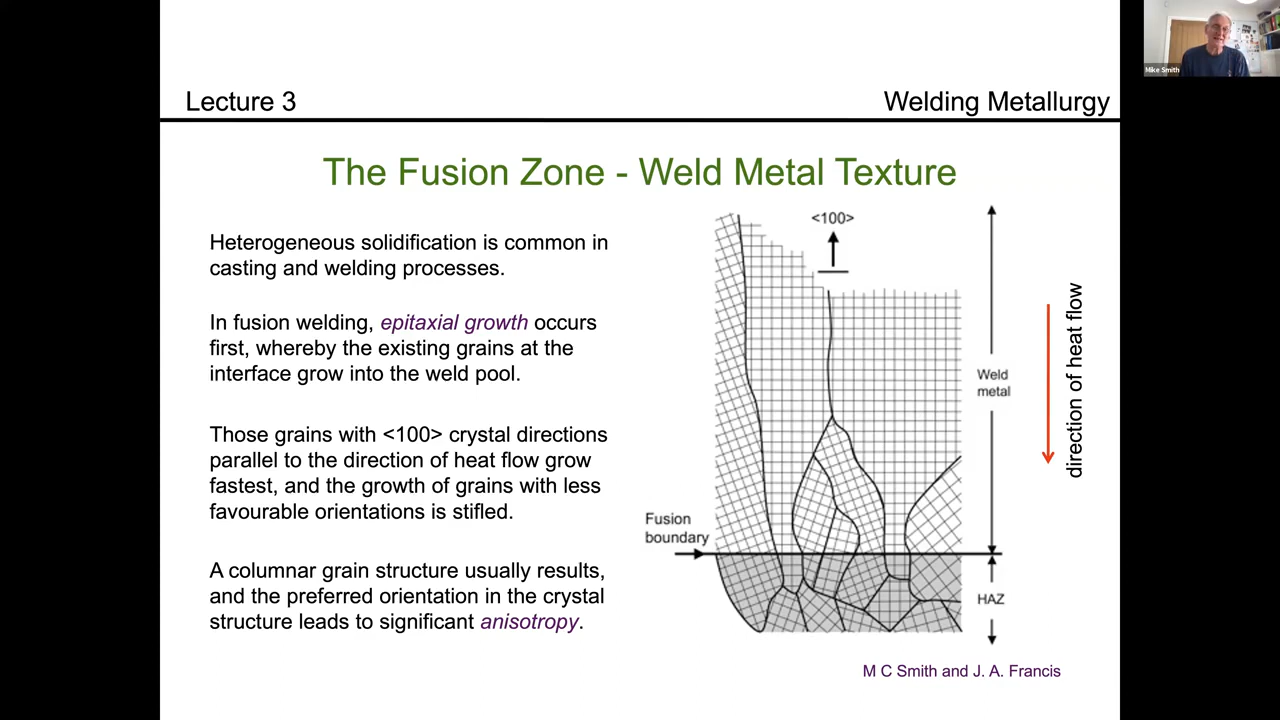 Mike Smith
Lecture 3
Welding Metallurgy
The Fusion Zone - Weld Metal Texture
Heterogeneous solidification is common in
casting and welding processes.
In fusion welding, epitaxial growth occurs
first, whereby the existing grains at the
interface grow into the weld pool.
Those grains with <100> crystal directions
parallel to the direction of heat flow grow
fastest, and the growth of grains with less
favourable orientations is stifled.
A columnar grain structure usually results,
and the preferred orientation in the crystal
structure leads to significant anisotropy.
<100>
Weld
metal
direction of heat flow
Fusion
boundary
HAZ
M C Smith and J. A. Francis